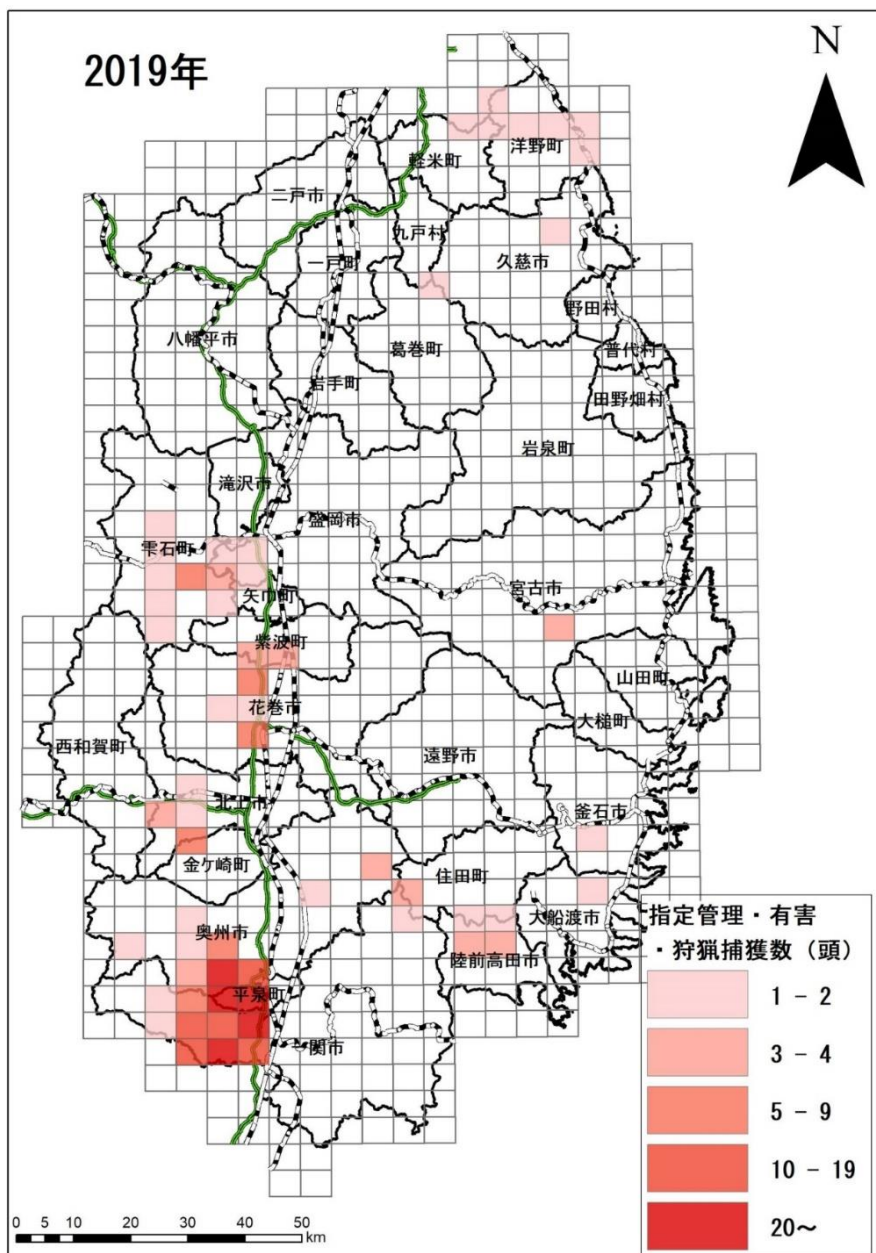 2019年
N
洋野町
軽米町
二戸市
九戸村
一戸町
久慈市
野田村
八幡平市
葛巻町
普代村
岩手町
田野畑村
岩泉町
滝沢市
盛岡市
雫石町
宮古市
矢巾町
紫波町
山田町
花巻市
大槌町
西和賀町
遠野市
北上市
釜石市
金ケ崎町
住田町
大船渡市
奥州市
陸前高田市
平泉町
一関市
指定管理・有害
・狩猟捕獲数（頭）
1 - 2
3 - 4
5 - 9
10 - 19
20～
0 5 10 20 30 40 50
km